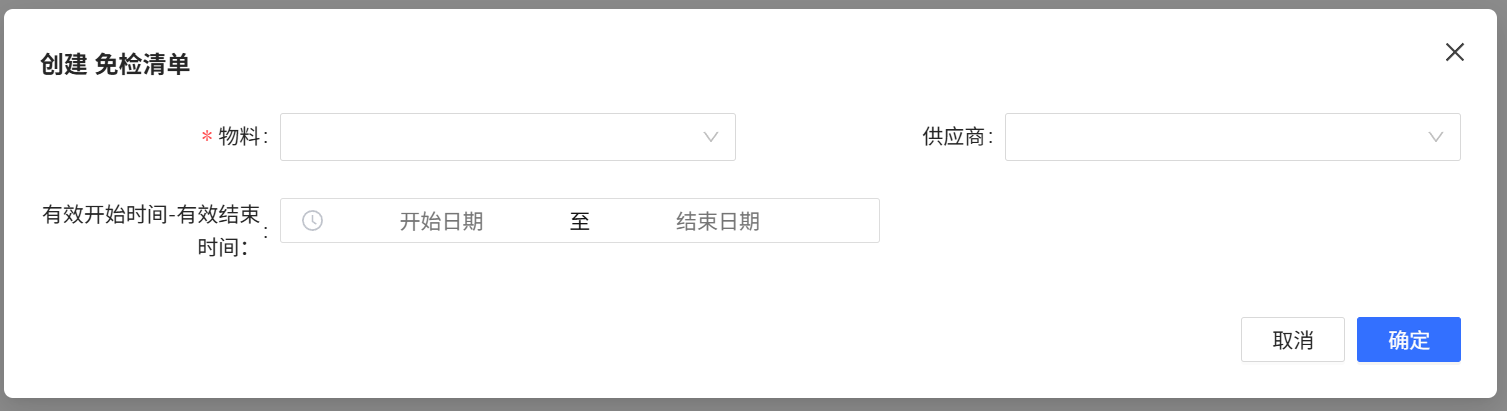 创建 免检清单
* 物料:
供应商:
有效开始时间-有效结束
时间： :
开始日期 至 结束日期
取消 确定